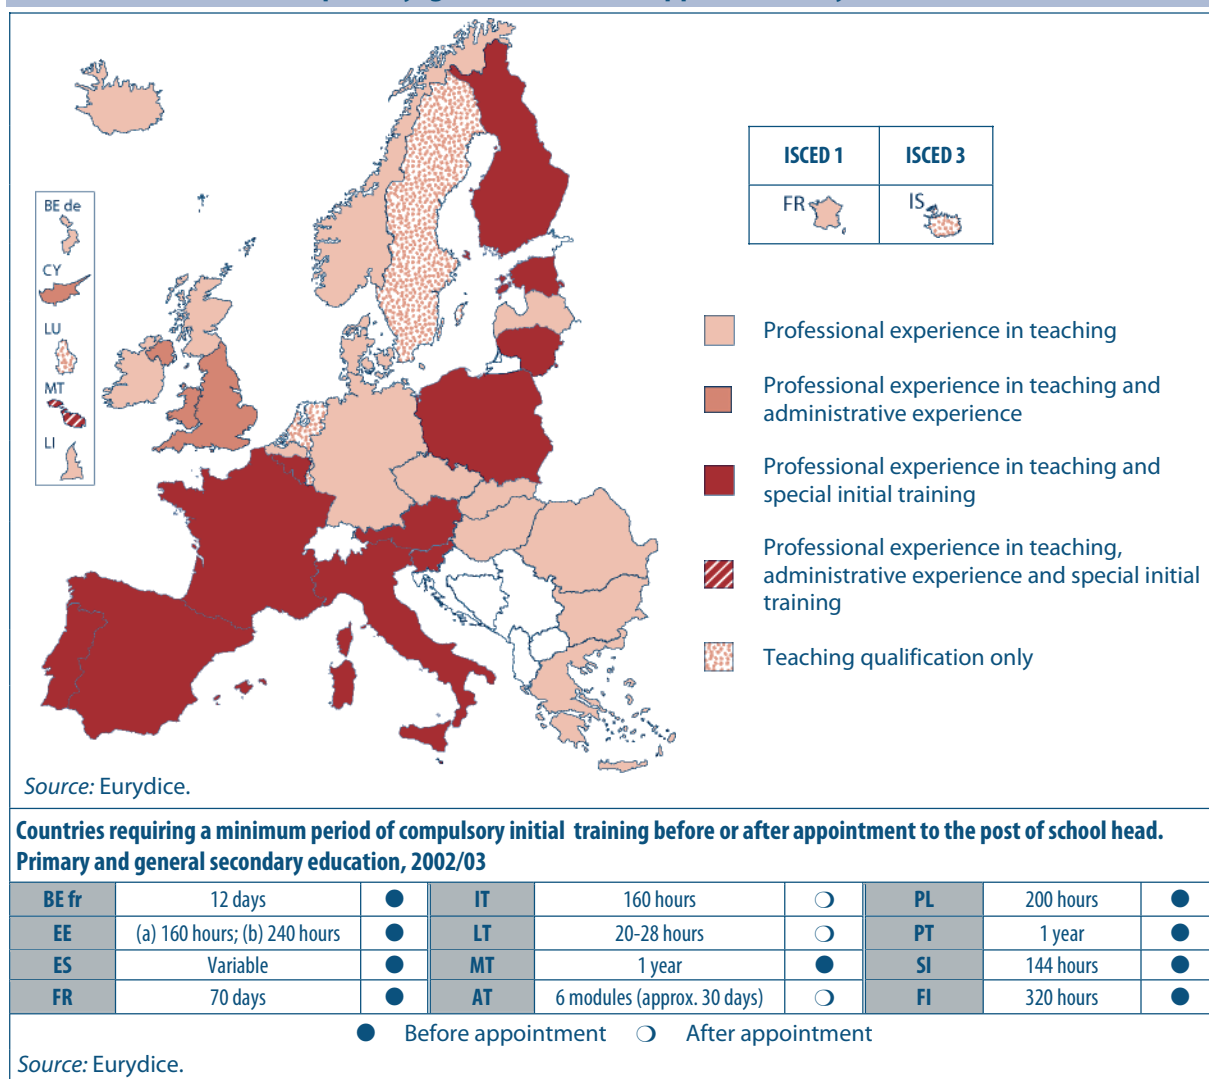 ISCED 1 ISCED 3
FR IS
BE de
CY
LU
MT
LI
Professional experience in teaching
Professional experience in teaching and
administrative experience
Professional experience in teaching and
special initial training
Professional experience in teaching,
administrative experience and special initial
training
Teaching qualification only
Source: Eurydice.
Countries requiring a minimum period of compulsory initial training before or after appointment to the post of school head.
Primary and general secondary education, 2002/03
BE fr 12 days ● IT 160 hours ❍ PL 200 hours ●
EE (a) 160 hours; (b) 240 hours ● LT 20-28 hours ❍ PT 1 year ●
ES Variable ● MT 1 year ● SI 144 hours ●
FR 70 days ● AT 6 modules (approx. 30 days) ❍ FI 320 hours ●
● Before appointment ❍ After appointment
Source: Eurydice.